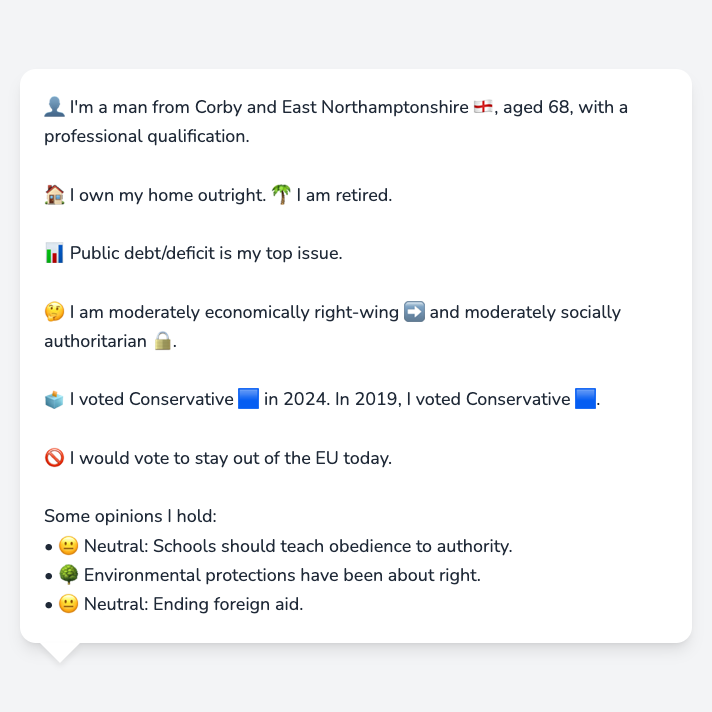 👤 I'm a man from Corby and East Northamptonshire 🏴󠁧󠁢󠁥󠁮󠁧󠁿, aged 68, with a
professional qualification.
🏠 I own my home outright. 🌴 I am retired.
📊 Public debt/deficit is my top issue.
🤔 I am moderately economically right-wing ➡️ and moderately socially
authoritarian 🔒.
🗳️ I voted Conservative 🟦 in 2024. In 2019, I voted Conservative 🟦.
🚫 I would vote to stay out of the EU today.
Some opinions I hold:
• 😐 Neutral: Schools should teach obedience to authority.
• 🌳 Environmental protections have been about right.
• 😐 Neutral: Ending foreign aid.